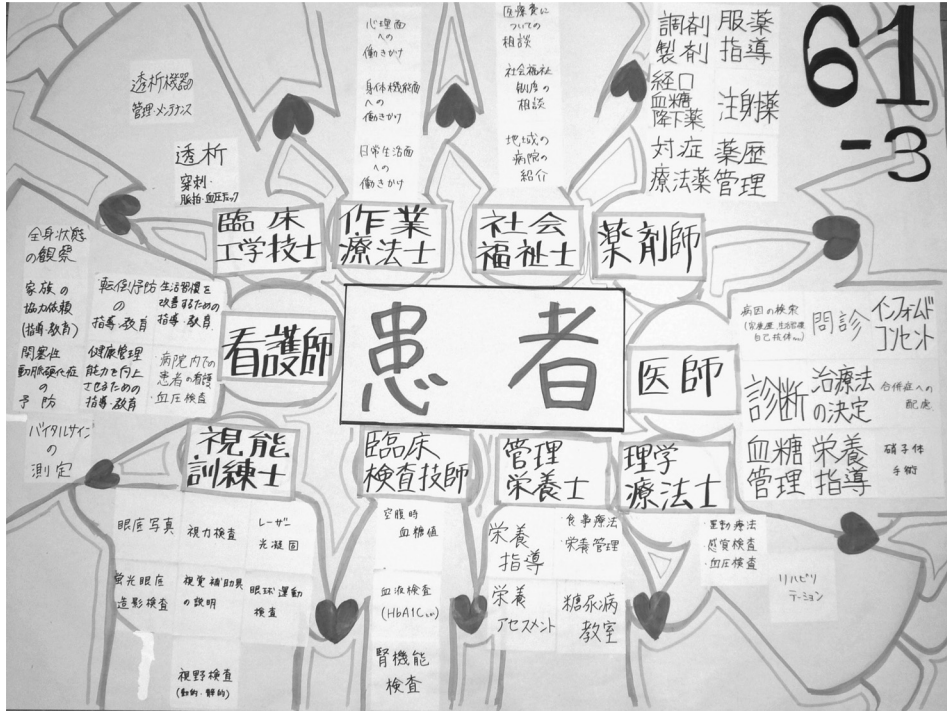 61
-3
心理面
への
働きかけ
身体機能面
への
働きかけ
日常生活面
への
働きかけ
医療費に
ついての
相談
社会福祉
制度の
相談
地域の
病院の
紹介
調剤 服薬
製剤 指導
経口
血糖
降下薬
注射薬
対症
療法薬
薬歴
管理
透析機器の
管理・メンテナンス
透析
穿刺・
脈拍・血圧チェック
臨床
工学技士
作業
療法士
社会
福祉士
薬剤師
全身状態
の観察
家族の
協力依頼
(指導・教育)
閉塞性
動脈硬化症
の
予防
バイタルサイン
の
測定
転倒予防
の
指導・教育
生活習慣を
改善するための
指導・教育
健康管理
能力を向上
させるための
指導・教育
・病院内での
患者の看護
・血圧検査
看護師
患者
医師
病因の検索
(家族歴、生活習慣
自己抗体etc)
問診
インフォームド
コンセント
診断
治療法
の決定
合併症への
配慮
血糖
管理
栄養
指導
硝子体
手術
視能
訓練士
臨床
検査技師
管理
栄養士
理学
療法士
眼底写真
視力検査
レーザー
光凝固
蛍光眼底
造影検査
視覚補助具
の説明
眼球運動
検査
視野検査
(動的・静的)
空腹時
血糖値
血液検査
(HbA1C etc)
腎機能
検査
栄養
指導
・食事療法
・栄養管理
栄養
アセスメント
糖尿病
教室
・運動療法
・感覚検査
・血圧検査
リハビリ
テーション